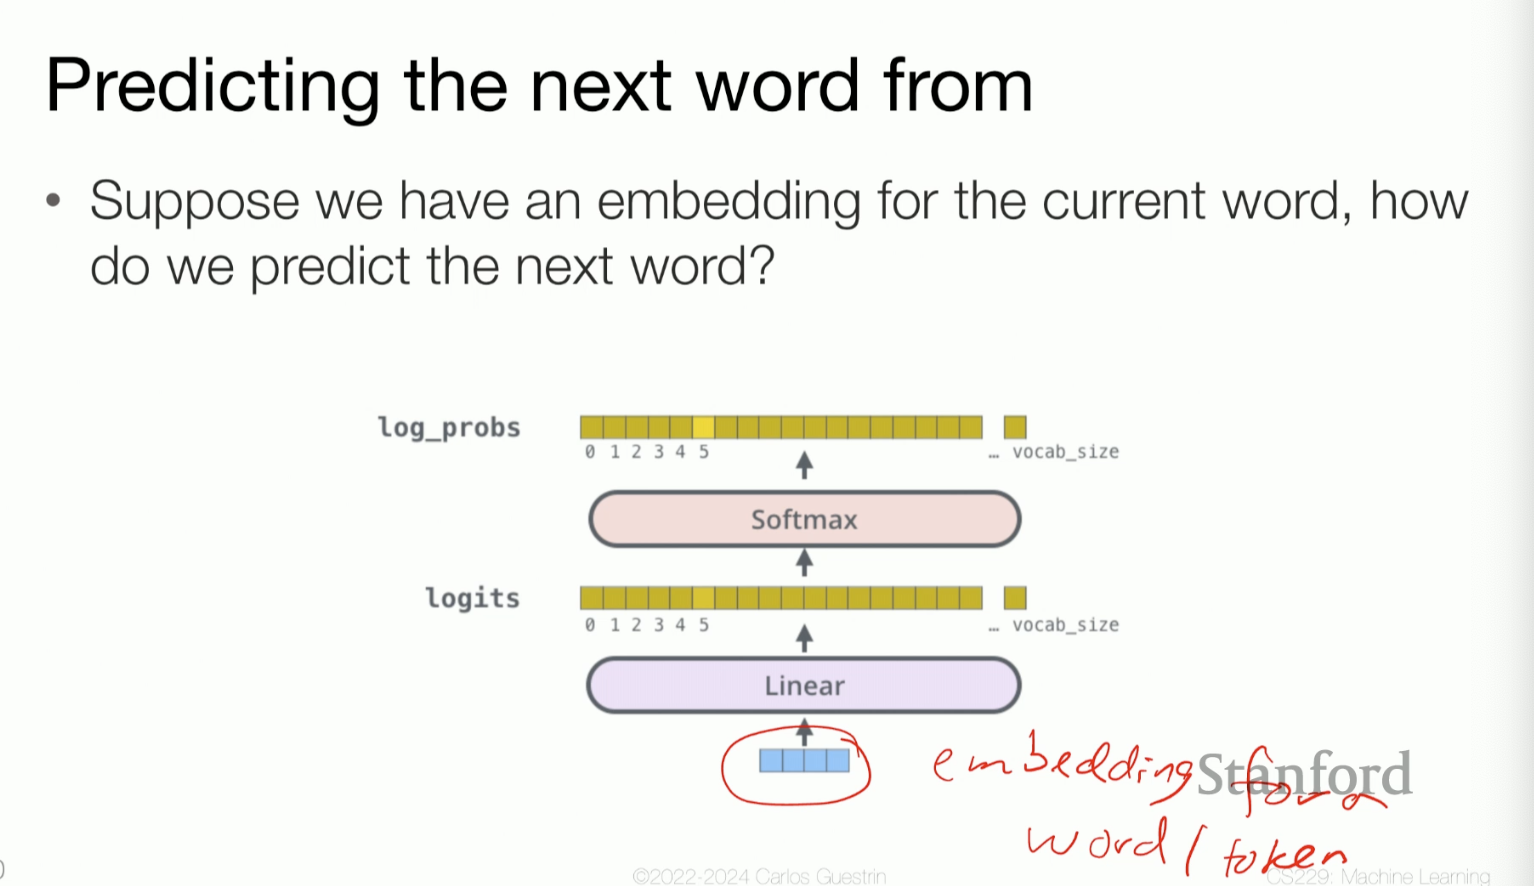 Predicting the next word from
• Suppose we have an embedding for the current word, how
do we predict the next word?
log_probs
0 1 2 3 4 5 … vocab_size
Softmax
logits
0 1 2 3 4 5 … vocab_size
Linear
embedding for a
Stanford
word / token
©2022-2024 Carlos Guestrin
CS229: Machine Learning